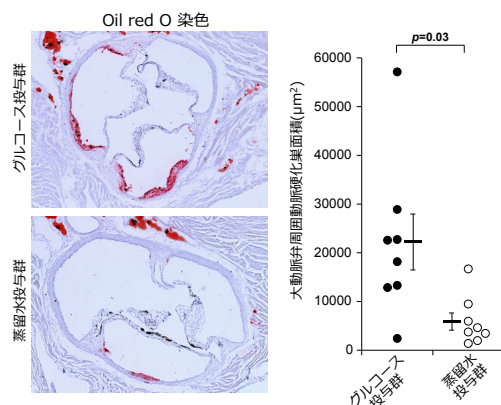 Oil red O 染色
グルコース投与群
蒸留水投与群
p=0.03
大動脈弁周囲動脈硬化巣面積(μm²)
60000
50000
40000
30000
20000
10000
0
グルコース
投与群
蒸留水
投与群